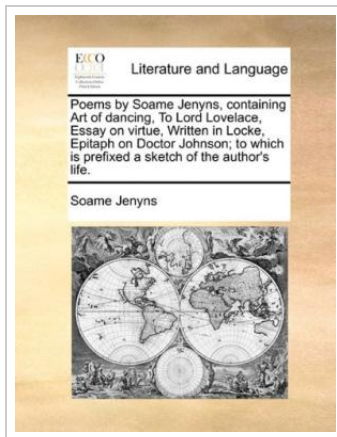 ECCO
Literature and Language
Poems by Soame Jenyns, containing
Art of dancing, To Lord Lovelace,
Essay on virtue, Written in Locke,
Epitaph on Doctor Johnson; to which
is prefixed a sketch of the author's
life.
Soame Jenyns